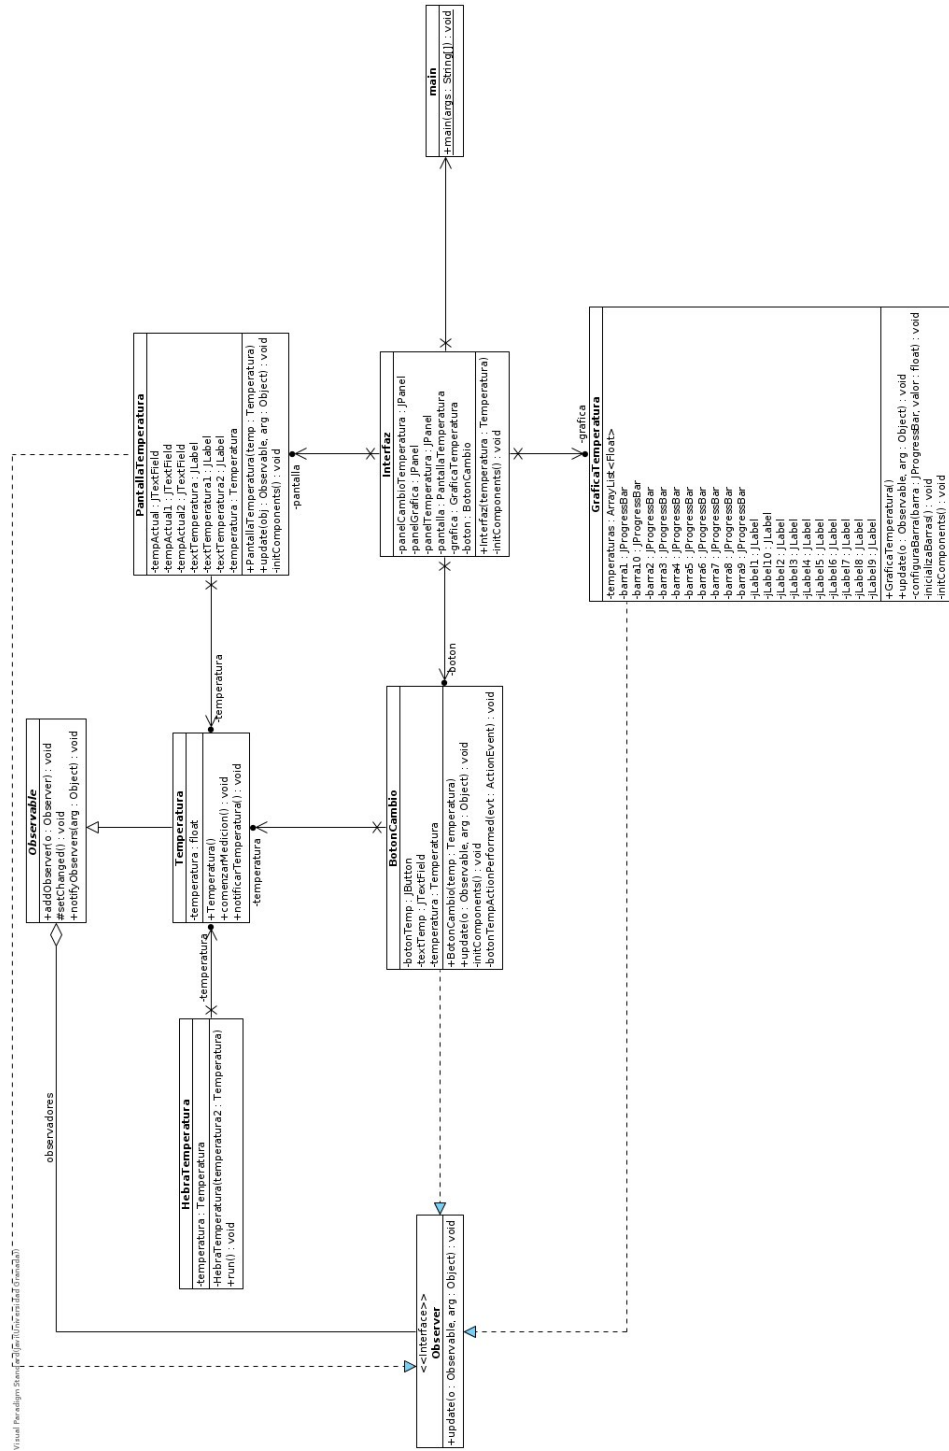 Visual Paradigm Standard(Javi(Universidad Granada))
observadores
Observable
+addObserver(o : Observer) : void
#setChanged() : void
+notifyObservers(arg : Object) : void
PantallaTemperatura
-tempActual : JTextField
-tempActual1 : JTextField
-tempActual2 : JTextField
-textTemperatura : JLabel
-textTemperatura1 : JLabel
-textTemperatura2 : JLabel
-temperatura : Temperatura
+PantallaTemperatura(temp : Temperatura)
+update(obj : Observable, arg : Object) : void
-initComponents() : void
HebraTemperatura
-temperatura : Temperatura
-HebraTemperatura(temperatura2 : Temperatura)
+run() : void
-temperatura
Temperatura
-temperatura : float
+Temperatura()
+comenzarMedicion() : void
+notificarTemperatura() : void
-temperatura
-temperatura
-pantalla
<<Interface>>
Observer
+update(o : Observable, arg : Object) : void
BotonCambio
-botonTemp : JButton
-textTemp : JTextField
-temperatura : Temperatura
+BotonCambio(temp : Temperatura)
+update(o : Observable, arg : Object) : void
-initComponents() : void
-botonTempActionPerformed(evt : ActionEvent) : void
-boton
Interfaz
-panelCambioTemperatura : JPanel
-panelGrafica : JPanel
-panelTemperatura : JPanel
-pantalla : PantallaTemperatura
-grafica : GraficaTemperatura
-boton : BotonCambio
+Interfaz(temperatura : Temperatura)
-initComponents() : void
main
+main(args : String[]) : void
-grafica
GraficaTemperatura
-temperaturas : ArrayList<Float>
-barra1 : JProgressBar
-barra10 : JProgressBar
-barra2 : JProgressBar
-barra3 : JProgressBar
-barra4 : JProgressBar
-barra5 : JProgressBar
-barra6 : JProgressBar
-barra7 : JProgressBar
-barra8 : JProgressBar
-barra9 : JProgressBar
-jLabel1 : JLabel
-jLabel10 : JLabel
-jLabel2 : JLabel
-jLabel3 : JLabel
-jLabel4 : JLabel
-jLabel5 : JLabel
-jLabel6 : JLabel
-jLabel7 : JLabel
-jLabel8 : JLabel
-jLabel9 : JLabel
+GraficaTemperatura()
+update(o : Observable, arg : Object) : void
-configuraBarra(barra : JProgressBar, valor : float) : void
-inicializaBarras() : void
-initComponents() : void